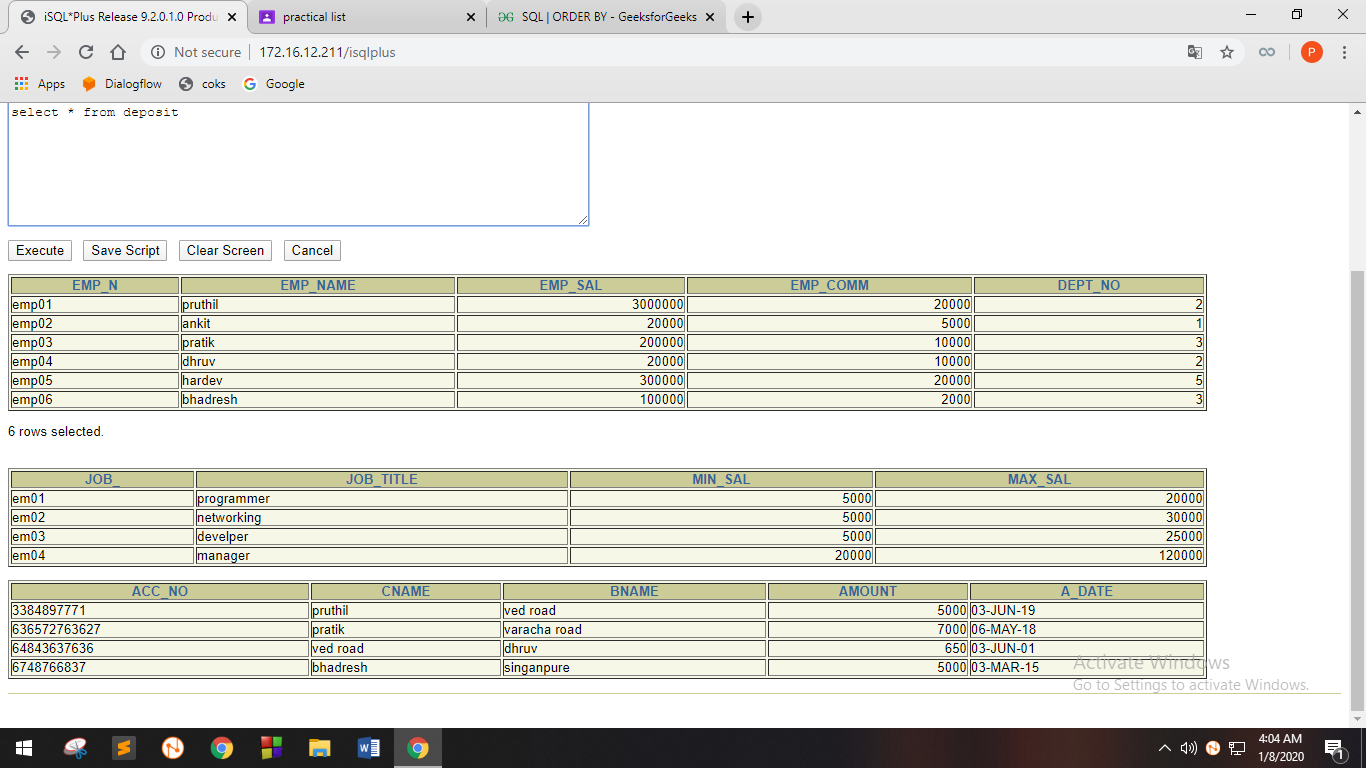 iSQL*Plus Release 9.2.0.1.0 Produ
practical list
SQL | ORDER BY - GeeksforGeeks
Not secure | 172.16.12.211/isqlplus
P
Apps Dialogflow coks Google
select * from deposit
Execute Save Script Clear Screen Cancel
EMP_N EMP_NAME EMP_SAL EMP_COMM DEPT_NO
emp01 pruthil 3000000 20000 2
emp02 ankit 20000 5000 1
emp03 pratik 200000 10000 3
emp04 dhruv 20000 10000 2
emp05 hardev 300000 20000 5
emp06 bhadresh 100000 2000 3
6 rows selected.
JOB_ JOB_TITLE MIN_SAL MAX_SAL
em01 programmer 5000 20000
em02 networking 5000 30000
em03 develper 5000 25000
em04 manager 20000 120000
ACC_NO CNAME BNAME AMOUNT A_DATE
3384897771 pruthil ved road 5000 03-JUN-19
636572763627 pratik varacha road 7000 06-MAY-18
64843637636 ved road dhruv 650 03-JUN-01
6748766837 bhadresh singanpure 5000 03-MAR-15
Activate Windows
Go to Settings to activate Windows.
4:04 AM
1/8/2020
1